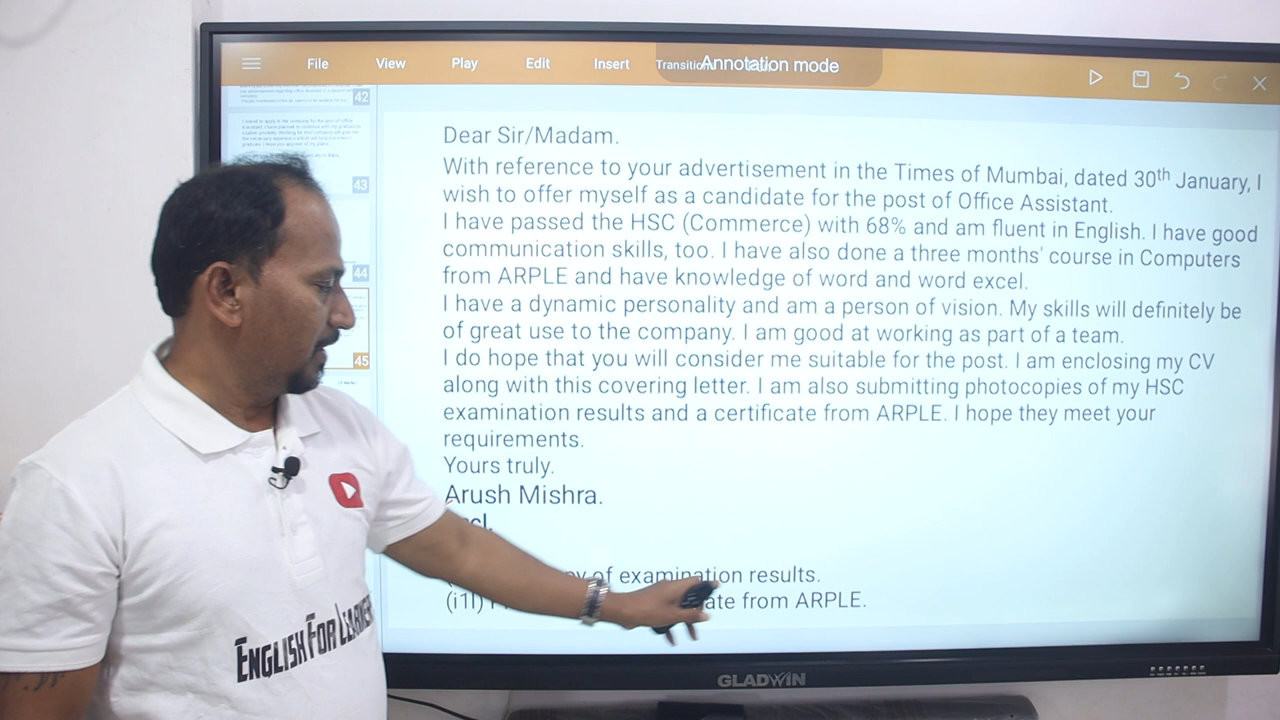 File View Play Edit Insert Transition Annotation mode
42
43
44
45
Dear Sir/Madam.
With reference to your advertisement in the Times of Mumbai, dated 30th January, I
wish to offer myself as a candidate for the post of Office Assistant.
I have passed the HSC (Commerce) with 68% and am fluent in English. I have good
communication skills, too. I have also done a three months' course in Computers
from ARPLE and have knowledge of word and word excel.
I have a dynamic personality and am a person of vision. My skills will definitely be
of great use to the company. I am good at working as part of a team.
I do hope that you will consider me suitable for the post. I am enclosing my CV
along with this covering letter. I am also submitting photocopies of my HSC
examination results and a certificate from ARPLE. I hope they meet your
requirements.
Yours truly.
Arush Mishra.
of examination results.
from ARPLE.
ENGLISH FOR
GLADWIN